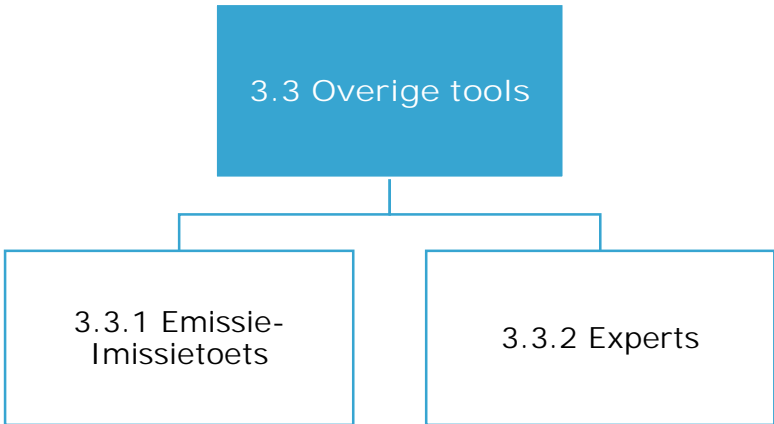 3.3 Overige tools
3.3.1 Emissie-
Imissietoets
3.3.2 Experts